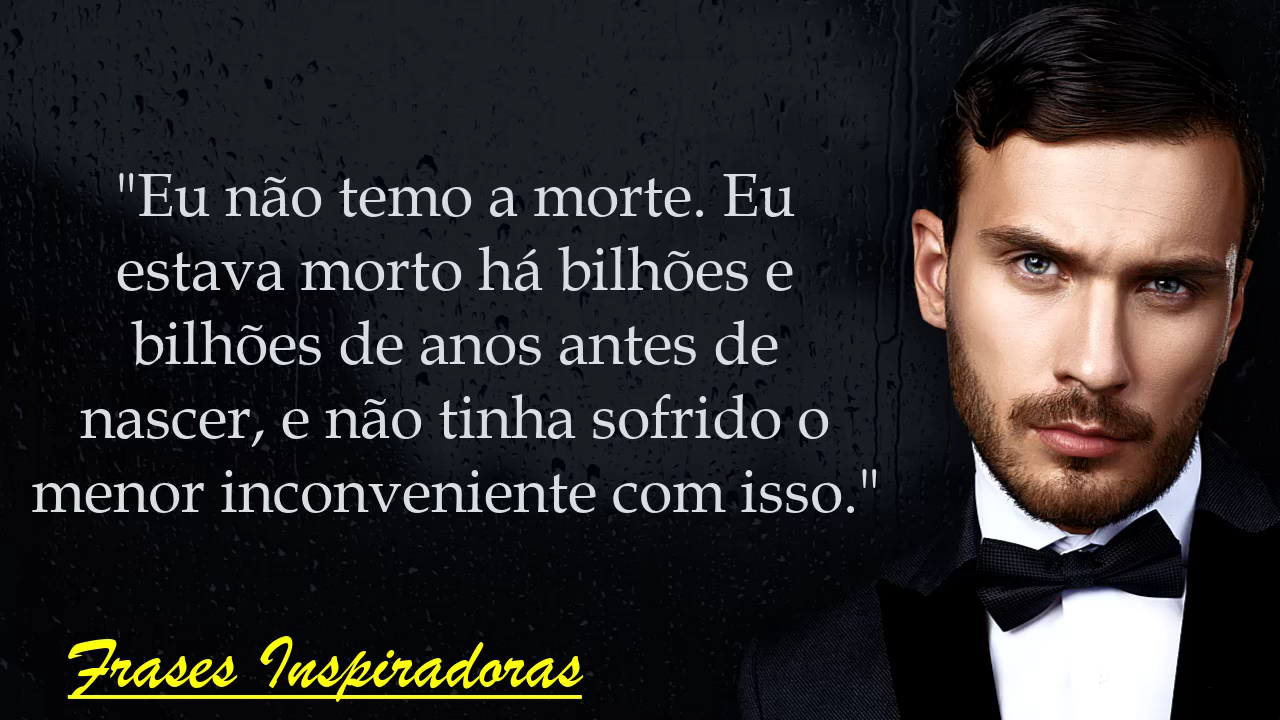 "Eu não temo a morte. Eu
estava morto há bilhões e
bilhões de anos antes de
nascer, e não tinha sofrido o
menor inconveniente com isso."
Frases Inspiradoras